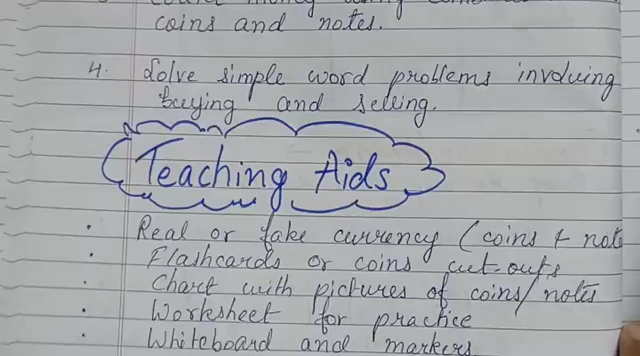 coins and notes.
4. Solve simple word problems involving
buying and selling.
Teaching Aids
• Real or fake currency (coins & note
• Flashcards or coins cut-outs
• Chart with pictures of coins/notes
• Worksheet for practice
• Whiteboard and markers